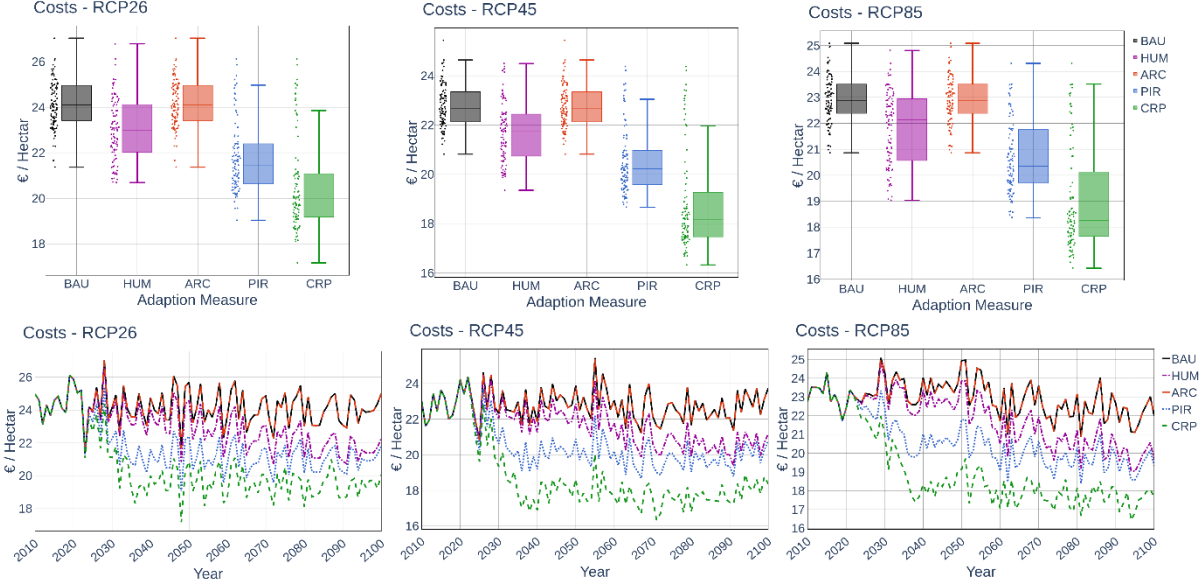 Costs - RCP26
€ / Hectar
26
24
22
20
18
BAU HUM ARC PIR CRP
Adaption Measure
Costs - RCP45
€ / Hectar
24
22
20
18
16
BAU HUM ARC PIR CRP
Adaption Measure
Costs - RCP85
€ / Hectar
25
24
23
22
21
20
19
18
17
16
BAU HUM ARC PIR CRP
Adaption Measure
BAU
HUM
ARC
PIR
CRP
Costs - RCP26
€ / Hectar
26
24
22
20
18
2010 2020 2030 2040 2050 2060 2070 2080 2090 2100
Year
Costs - RCP45
€ / Hectar
24
22
20
18
16
2010 2020 2030 2040 2050 2060 2070 2080 2090 2100
Year
Costs - RCP85
€ / Hectar
25
24
23
22
21
20
19
18
17
16
2010 2020 2030 2040 2050 2060 2070 2080 2090 2100
Year
BAU
HUM
ARC
PIR
CRP